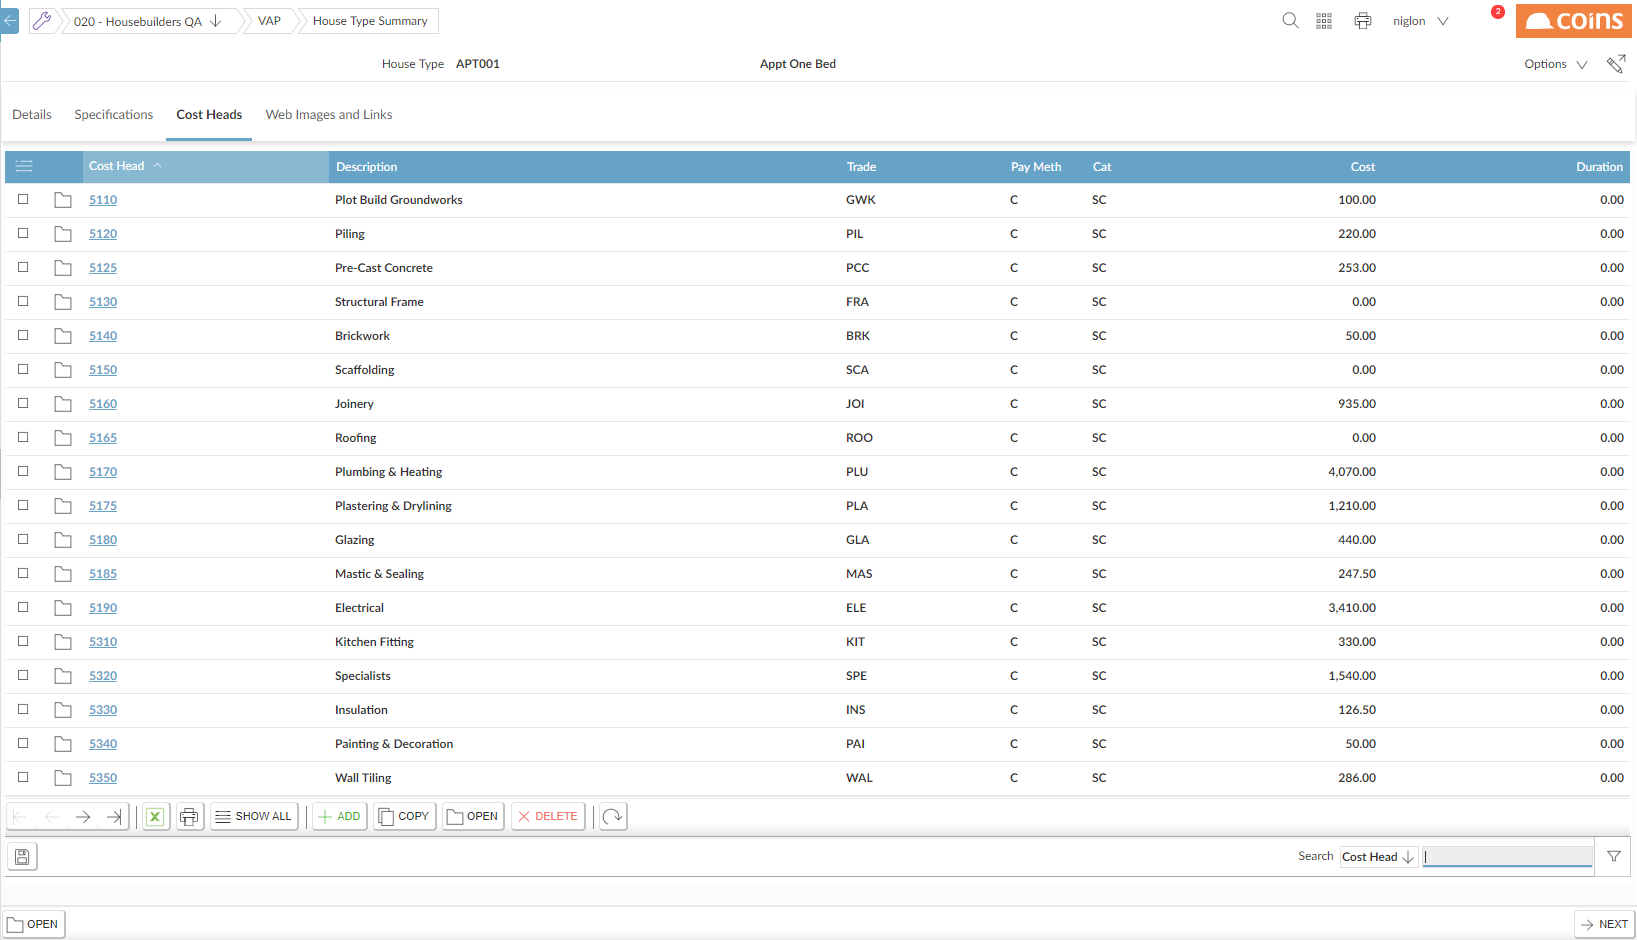 020 - Housebuilders QA VAP House Type Summary niglon 2 coins
House Type APT001 Appt One Bed Options
Details Specifications Cost Heads Web Images and Links
Cost Head Description Trade Pay Meth Cat Cost Duration
5110 Plot Build Groundworks GWK C SC 100.00 0.00
5120 Piling PIL C SC 220.00 0.00
5125 Pre-Cast Concrete PCC C SC 253.00 0.00
5130 Structural Frame FRA C SC 0.00 0.00
5140 Brickwork BRK C SC 50.00 0.00
5150 Scaffolding SCA C SC 0.00 0.00
5160 Joinery JOI C SC 935.00 0.00
5165 Roofing ROO C SC 0.00 0.00
5170 Plumbing & Heating PLU C SC 4,070.00 0.00
5175 Plastering & Drylining PLA C SC 1,210.00 0.00
5180 Glazing GLA C SC 440.00 0.00
5185 Mastic & Sealing MAS C SC 247.50 0.00
5190 Electrical ELE C SC 3,410.00 0.00
5310 Kitchen Fitting KIT C SC 330.00 0.00
5320 Specialists SPE C SC 1,540.00 0.00
5330 Insulation INS C SC 126.50 0.00
5340 Painting & Decoration PAI C SC 50.00 0.00
5350 Wall Tiling WAL C SC 286.00 0.00
SHOW ALL ADD COPY OPEN DELETE
Search Cost Head
OPEN NEXT